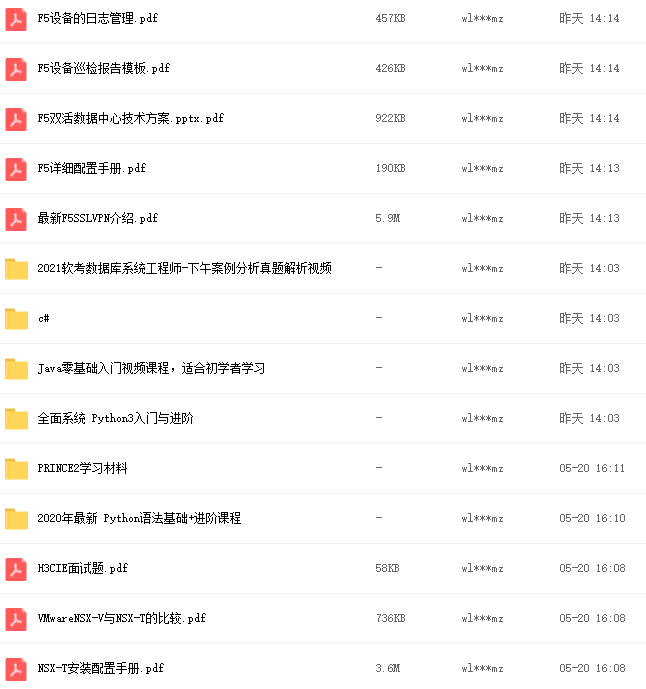 F5设备的日志管理.pdf 457KB wl***mz 昨天 14:14
F5设备巡检报告模板.pdf 426KB wl***mz 昨天 14:14
F5双活数据中心技术方案.pptx.pdf 922KB wl***mz 昨天 14:14
F5详细配置手册.pdf 190KB wl***mz 昨天 14:13
最新F5SSLVPN介绍.pdf 5.9M wl***mz 昨天 14:13
2021软考数据库系统工程师-下午案例分析真题解析视频 - wl***mz 昨天 14:03
c# - wl***mz 昨天 14:03
Java零基础入门视频课程，适合初学者学习 - wl***mz 昨天 14:03
全面系统 Python3入门与进阶 - wl***mz 昨天 14:03
PRINCE2学习材料 - wl***mz 05-20 16:11
2020年最新 Python语法基础+进阶课程 - wl***mz 05-20 16:10
H3CIE面试题.pdf 58KB wl***mz 05-20 16:08
VMwareNSX-V与NSX-T的比较.pdf 736KB wl***mz 05-20 16:08
NSX-T安装配置手册.pdf 3.6M wl***mz 05-20 16:08